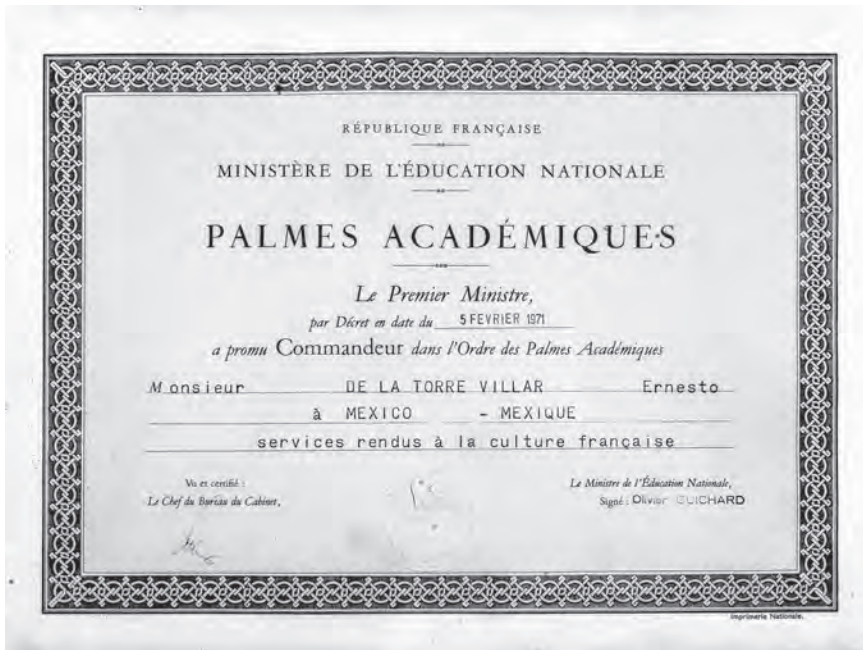 RÉPUBLIQUE FRANÇAISE
MINISTÈRE DE L'ÉDUCATION NATIONALE
PALMES ACADÉMIQUES
Le Premier Ministre,
par Décret en date du 5 FEVRIER 1971
a promu Commandeur dans l'Ordre des Palmes Académiques
Monsieur DE LA TORRE VILLAR Ernesto
à MEXICO - MEXIQUE
services rendus à la culture française
Vu et certifié :
Le Chef du Bureau du Cabinet,
Le Ministre de l'Éducation Nationale,
Signé : Olivier GUICHARD
Imprimerie Nationale.